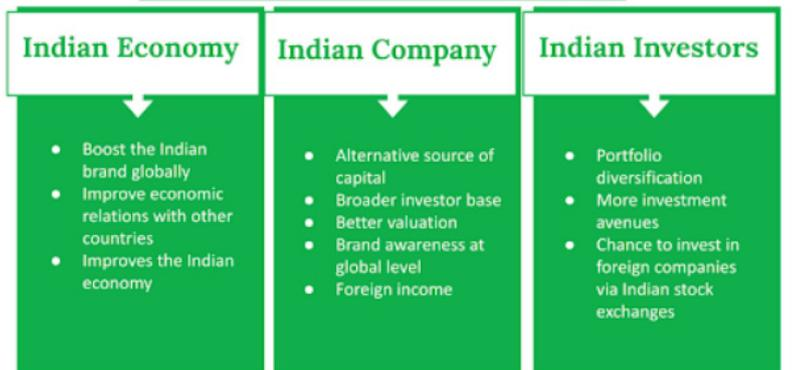 Indian Economy
• Boost the Indian
brand globally
• Improve economic
relations with other
countries
• Improves the Indian
economy
Indian Company
• Alternative source of
capital
• Broader investor base
• Better valuation
• Brand awareness at
global level
• Foreign income
Indian Investors
• Portfolio
diversification
• More investment
avenues
• Chance to invest in
foreign companies
via Indian stock
exchanges